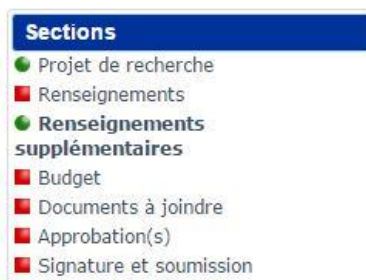 Sections
Projet de recherche
Renseignements
Renseignements
supplémentaires
Budget
Documents à joindre
Approbation(s)
Signature et soumission